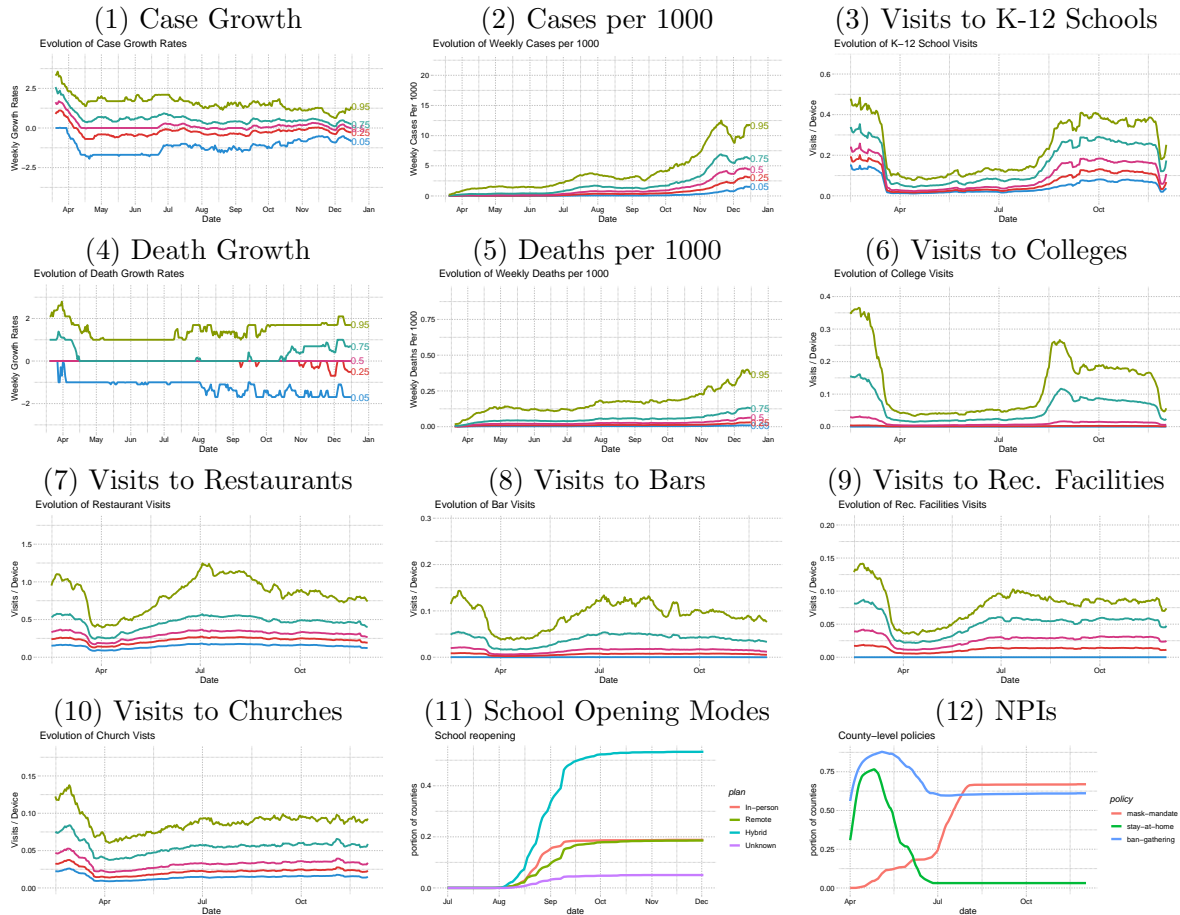 (1) Case Growth
Evolution of Case Growth Rates
Weekly Growth Rates
2.5
0.0
−2.5
0.95
0.75
0.5
0.25
0.05
Apr May Jun Jul Aug Sep Oct Nov Dec Jan
Date
(2) Cases per 1000
Evolution of Weekly Cases per 1000
Weekly Cases Per 1000
20
15
10
5
0
0.95
0.75
0.5
0.25
0.05
Apr May Jun Jul Aug Sep Oct Nov Dec Jan
Date
(3) Visits to K-12 Schools
Evolution of K−12 School Visits
Visits / Device
0.6
0.4
0.2
0.0
Apr Jul Oct
Date
(4) Death Growth
Evolution of Death Growth Rates
Weekly Growth Rates
2
0
−2
0.95
0.75
0.5
0.25
0.05
Apr May Jun Jul Aug Sep Oct Nov Dec Jan
Date
(5) Deaths per 1000
Evolution of Weekly Deaths per 1000
Weekly Deaths Per 1000
0.75
0.50
0.25
0.00
0.95
0.75
0.5
0.25
0.05
Apr May Jun Jul Aug Sep Oct Nov Dec Jan
Date
(6) Visits to Colleges
Evolution of College Visits
Visits / Device
0.4
0.3
0.2
0.1
0.0
Apr Jul Oct
Date
(7) Visits to Restaurants
Evolution of Restaurant Visits
Visits / Device
1.5
1.0
0.5
0.0
Apr Jul Oct
Date
(8) Visits to Bars
Evolution of Bar Visits
Visits / Device
0.3
0.2
0.1
0.0
Apr Jul Oct
Date
(9) Visits to Rec. Facilities
Evolution of Rec. Facilities Visits
Visits / Device
0.20
0.15
0.10
0.05
0.00
Apr Jul Oct
Date
(10) Visits to Churches
Evolution of Church Vists
Visits / Device
0.15
0.10
0.05
0.00
Apr Jul Oct
Date
(11) School Opening Modes
School reopening
portion of counties
0.4
0.2
0.0
Jul Aug Sep Oct Nov Dec
date
plan
In−person
Remote
Hybrid
Unknown
(12) NPIs
County−level policies
portion of counties
0.75
0.50
0.25
0.00
Apr Jul Oct
date
policy
mask−mandate
stay−at−home
ban−gathering